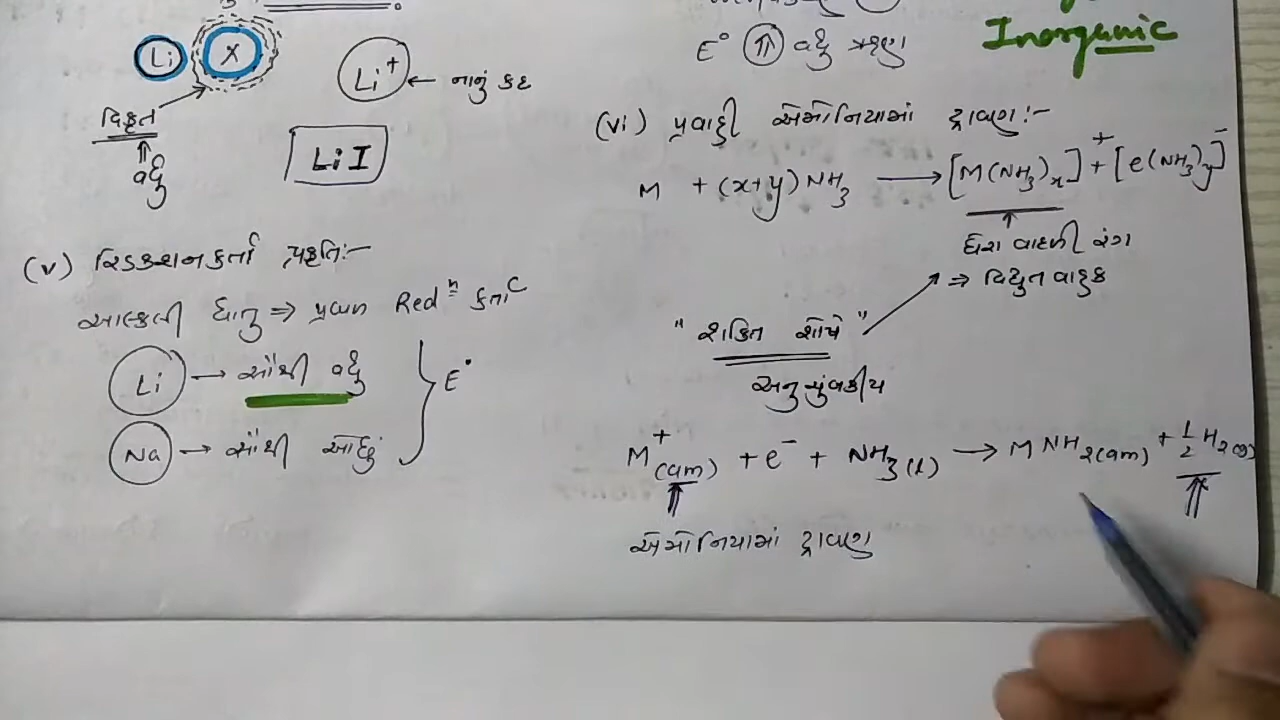 Li X
Li⁺ ← નાનું કદ
વિકૃત
વધુ
LiI
(v) રિડક્શનકર્તા પ્રકૃતિઃ-
આલ્કલી ધાતુ ⇒ પ્રબળ Redⁿ કર્તા
Li → સૌથી વધુ
Na → સૌથી ઓછું
E°
Inorganic
E° ⇑ વધુ
(vi) પ્રવાહી એમોનિયામાં દ્રાવણઃ-
M + (x+y) NH₃ → [M(NH₃)ₓ]⁺ + [e(NH₃)y]⁻
ઘેરા વાદળી રંગ
⇒ વિદ્યુત વાહક
" શક્તિ શોષે "
અનુચુંબકીય
M⁺(am) + e⁻ + NH₃(l) → MNH₂(am) + ½ H₂(g)
એમોનિયામાં દ્રાવણ